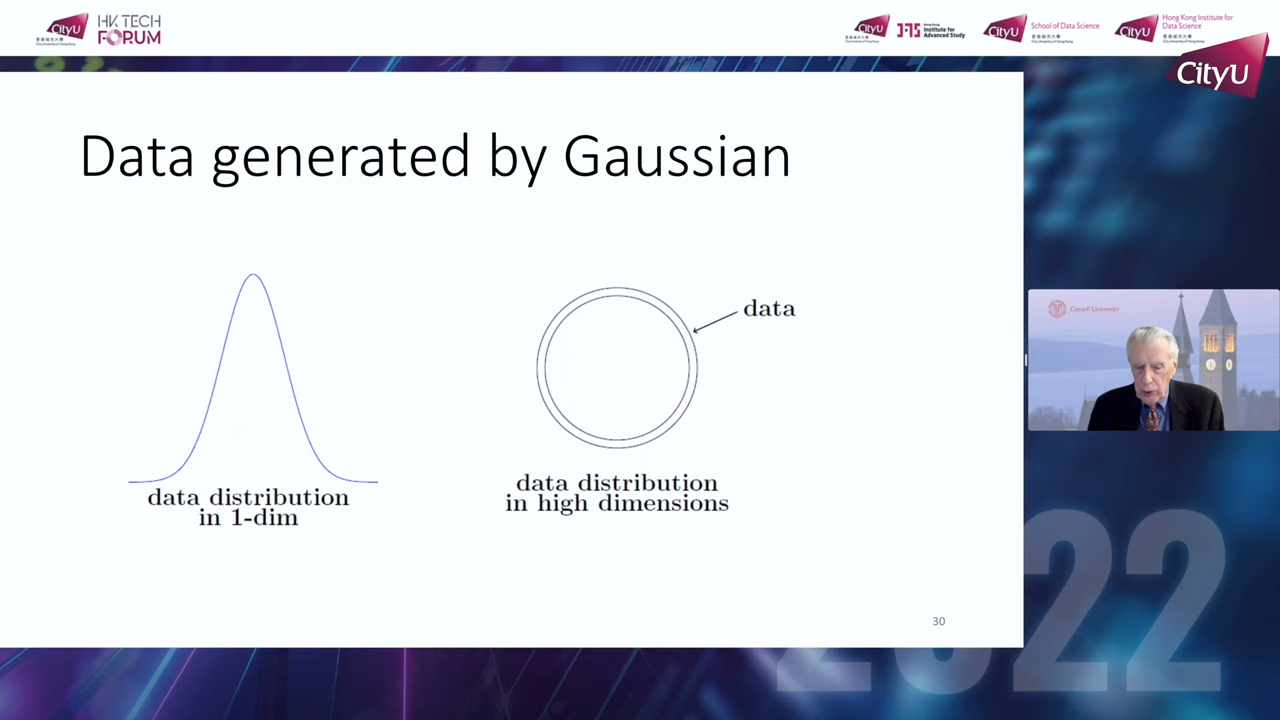 CityU
HK TECH
FORUM
CityU
Hong Kong
Institute for
Advanced Study
CityU
School of Data Science
CityU
Hong Kong Institute for
Data Science
CityU
Data generated by Gaussian
data
data distribution
in 1-dim
data distribution
in high dimensions
30
Cornell University
2022